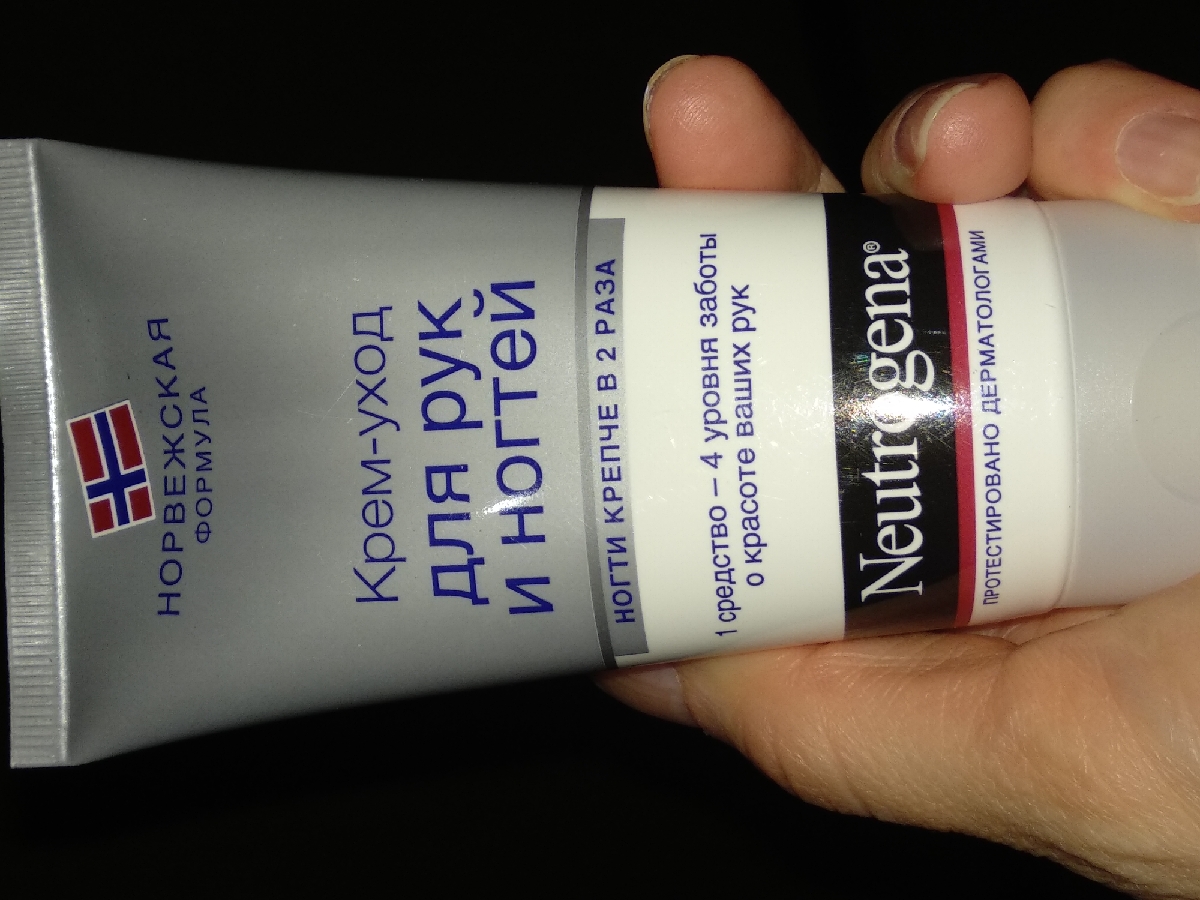 НОРВЕЖСКАЯ
ФОРМУЛА
Крем-уход
для рук
и ногтей
НОГТИ КРЕПЧЕ В 2 РАЗА
1 средство – 4 уровня заботы
о красоте ваших рук
Neutrogena®
ПРОТЕСТИРОВАНО ДЕРМАТОЛОГАМИ